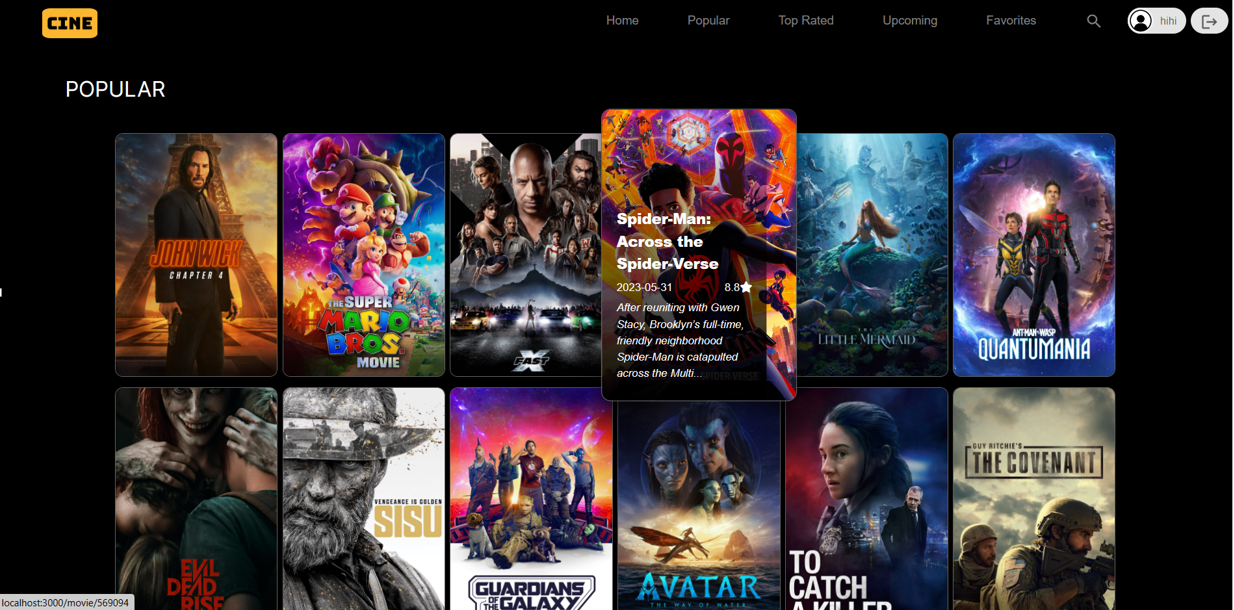 CINE
Home
Popular
Top Rated
Upcoming
Favorites
hihi
POPULAR
JOHN WICK
CHAPTER 4
THE SUPER
MARIO
BROS.
MOVIE
FAST X
Spider-Man:
Across the
Spider-Verse
2023-05-31
8.8
After reuniting with Gwen
Stacy, Brooklyn's full-time,
friendly neighborhood
Spider-Man is catapulted
across the Multi...
THE
LITTLE MERMAID
ANT-MAN AND WASP
QUANTUMANIA
EVIL
DEAD
RISE
VENGEANCE IS GOLDEN
SISU
GUARDIANS
OF THE GALAXY
AVATAR
THE WAY OF WATER
TO
CATCH
A KILLER
GUY RITCHIE'S
THE COVENANT
localhost:3000/movie/569094